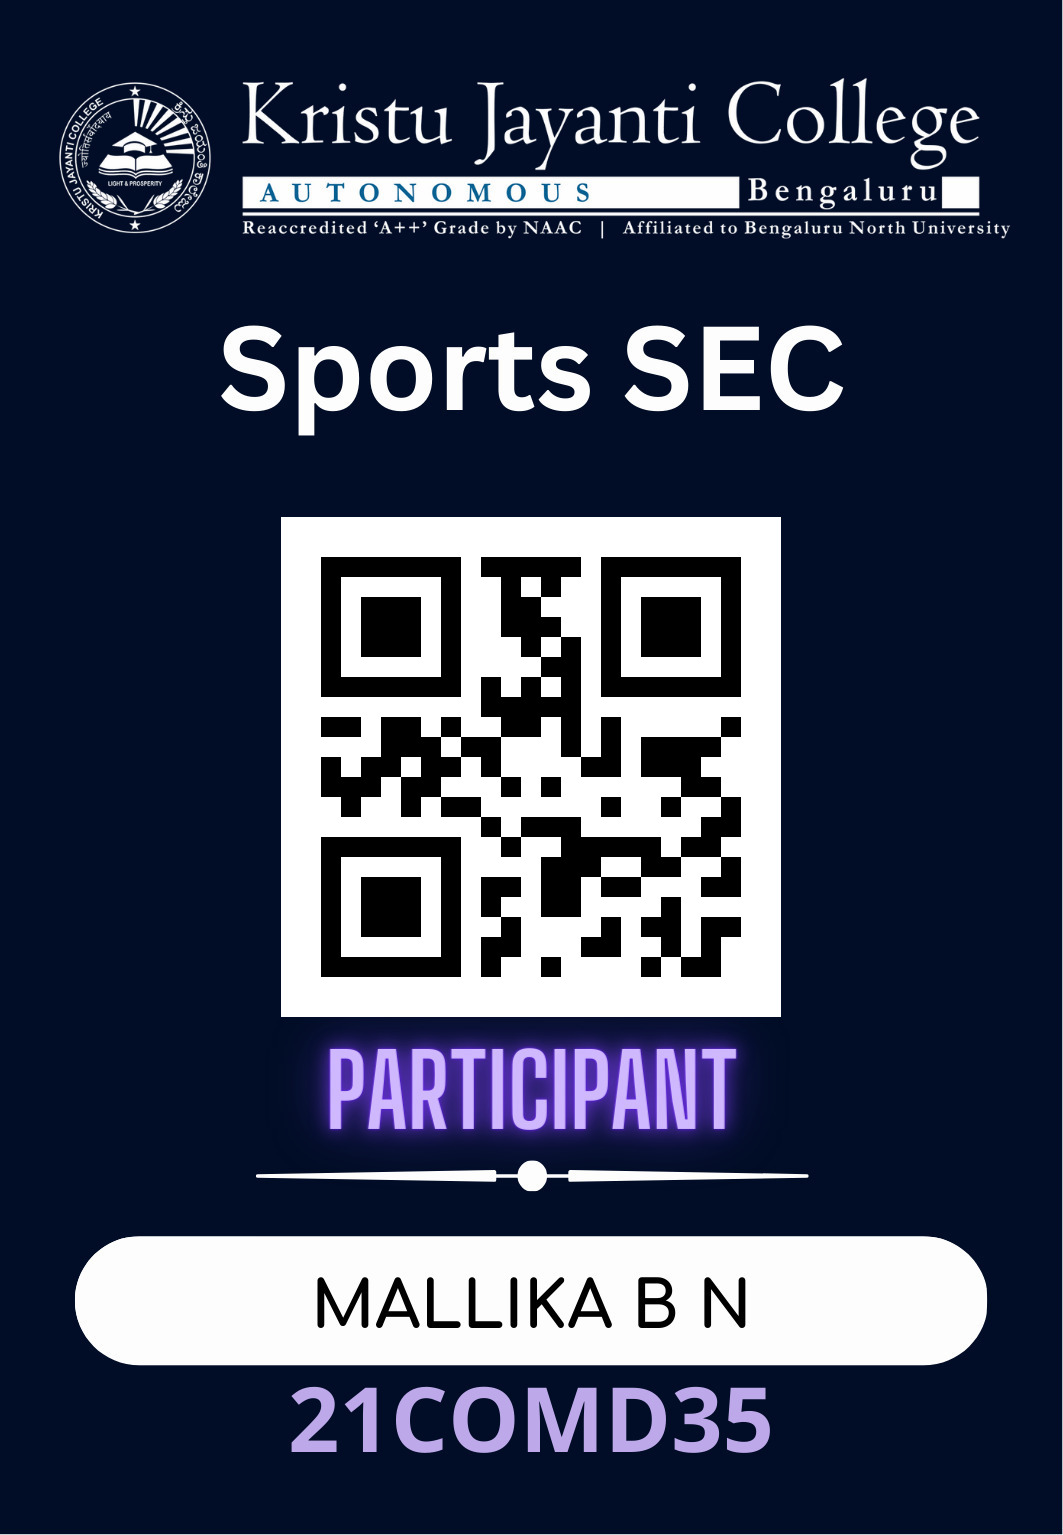 KRISTU JAYANTI COLLEGE
ज्योतिसंवादयाय
LIGHT & PROSPERITY
Kristu Jayanti College
AUTONOMOUS Bengaluru
Reaccredited ‘A++’ Grade by NAAC | Affiliated to Bengaluru North University
Sports SEC
PARTICIPANT
MALLIKA B N
21COMD35